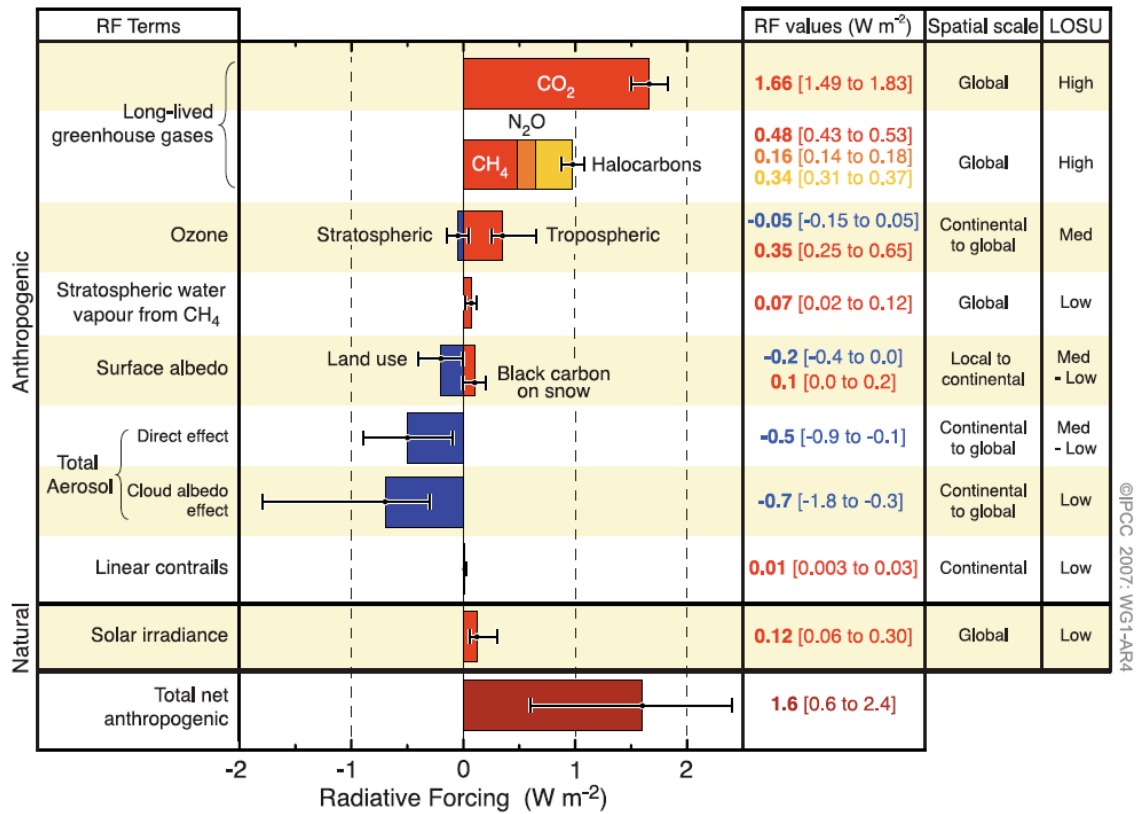 RF Terms
RF values (W m-2)
Spatial scale
LOSU
Anthropogenic
Long-lived
greenhouse gases
CO2
1.66 [1.49 to 1.83]
Global
High
N2O
CH4
Halocarbons
0.48 [0.43 to 0.53]
0.16 [0.14 to 0.18]
0.34 [0.31 to 0.37]
Global
High
Ozone
Stratospheric
Tropospheric
-0.05 [-0.15 to 0.05]
0.35 [0.25 to 0.65]
Continental
to global
Med
Stratospheric water
vapour from CH4
0.07 [0.02 to 0.12]
Global
Low
Surface albedo
Land use
Black carbon
on snow
-0.2 [-0.4 to 0.0]
0.1 [0.0 to 0.2]
Local to
continental
Med
- Low
Total
Aerosol
Direct effect
-0.5 [-0.9 to -0.1]
Continental
to global
Med
- Low
Cloud albedo
effect
-0.7 [-1.8 to -0.3]
Continental
to global
Low
Linear contrails
0.01 [0.003 to 0.03]
Continental
Low
Natural
Solar irradiance
0.12 [0.06 to 0.30]
Global
Low
Total net
anthropogenic
1.6 [0.6 to 2.4]
-2 -1 0 1 2
Radiative Forcing (W m-2)
©IPCC 2007: WG1-AR4